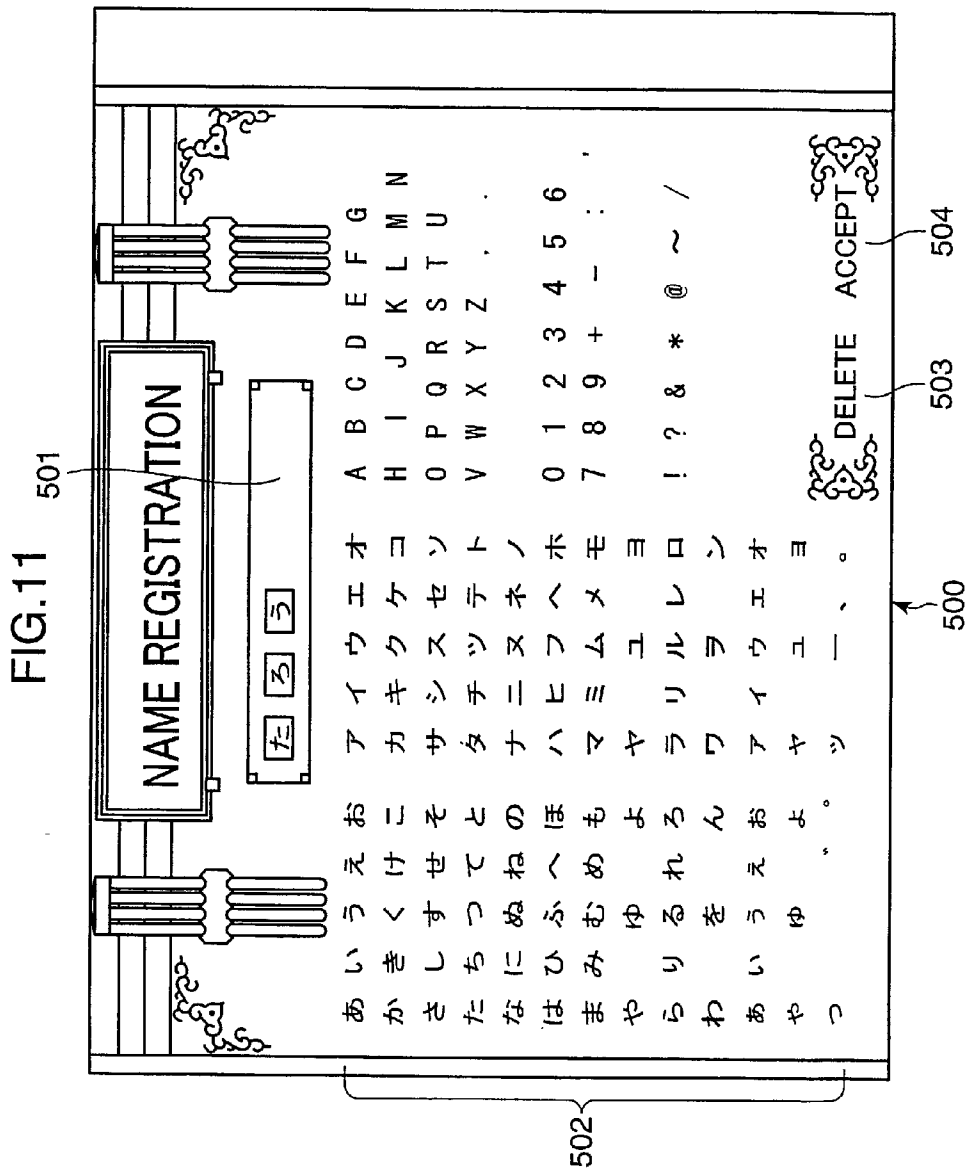 FIG.11
NAME REGISTRATION
501
たろう
あいうえお アイウエオ A B C D E F G
かきくけこ カキクケコ H I J K L M N
さしすせそ サシスセソ O P Q R S T U
たちつてと タチツテト V W X Y Z , .
なにぬねの ナニヌネノ
はひふへほ ハヒフヘホ 0 1 2 3 4 5 6
まみむめも マミムメモ 7 8 9 + － : '
やゆよ ヤユヨ
らりるれろ ラリルレロ ! ? & * @ ~ /
わをん ワヲン
ぁぃぅぇぉ ァィゥェォ
ゃゅょ ャュョ
っ ゛ ゜ ッ ー 、 。
DELETE ACCEPT
502
500
503
504